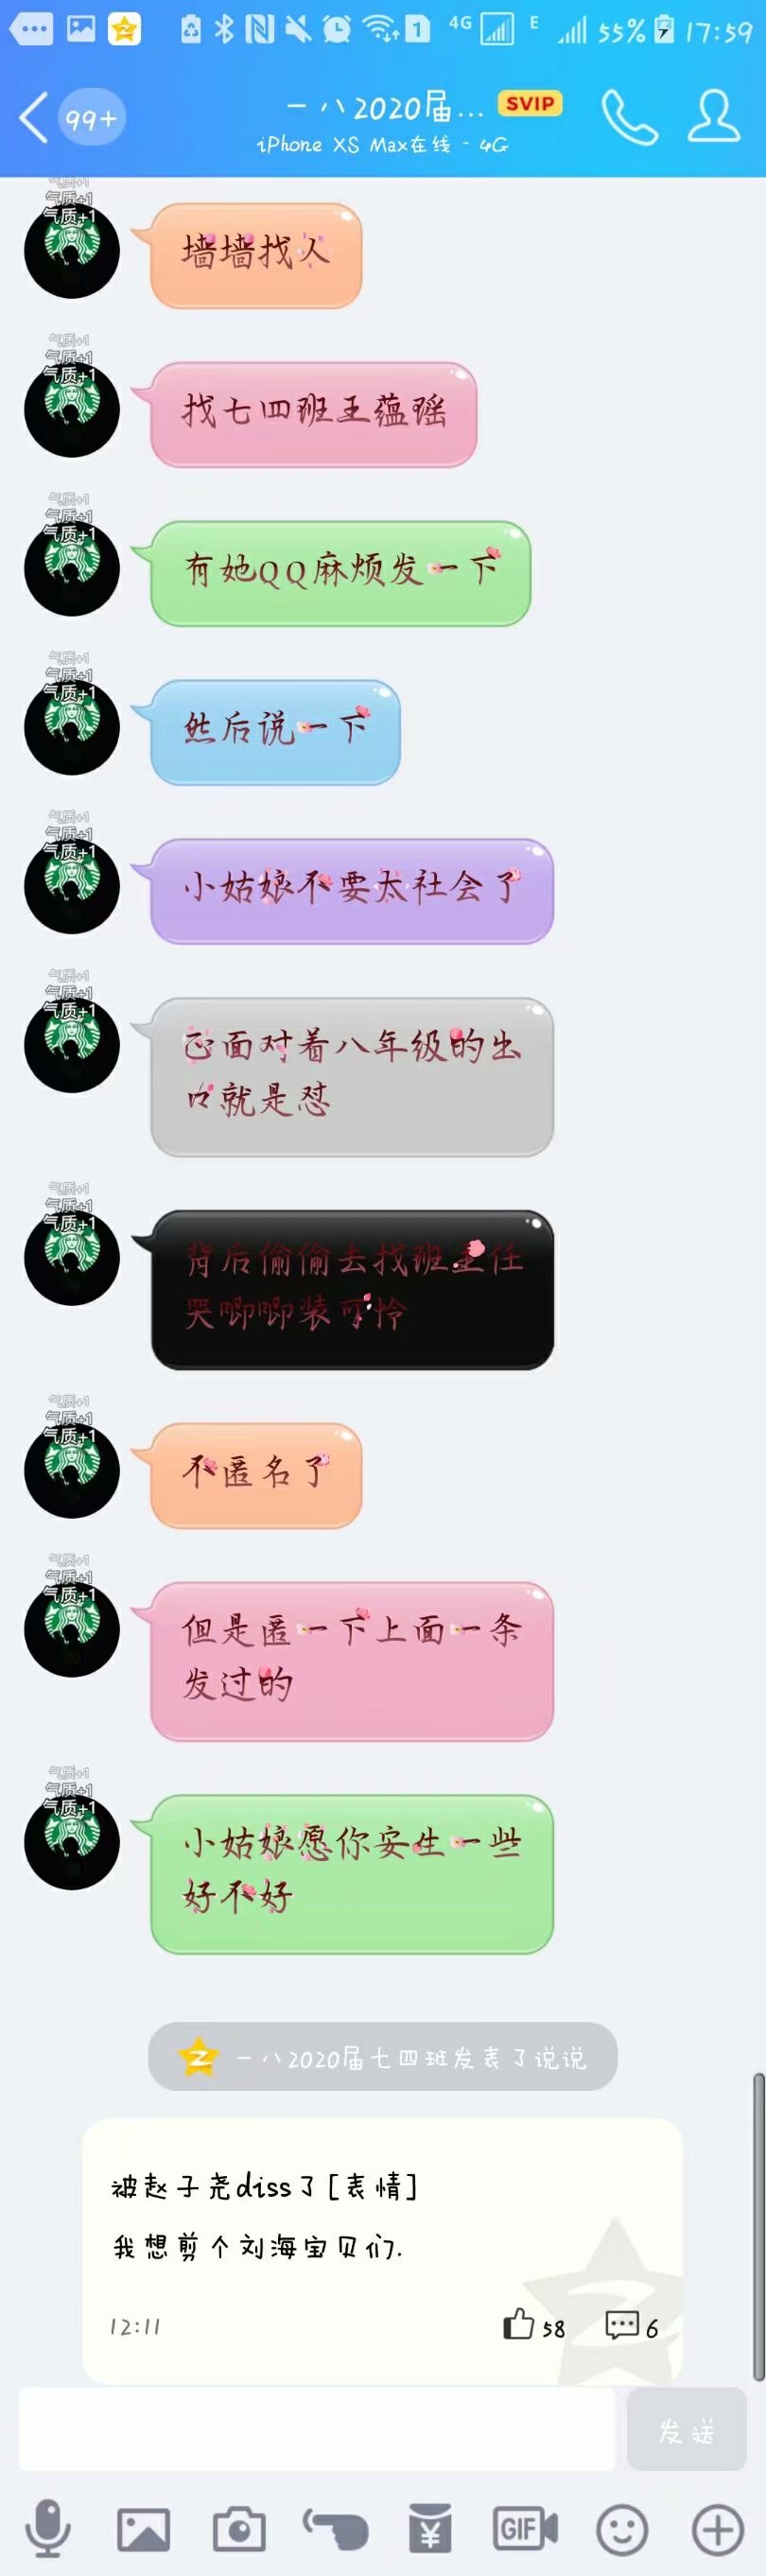 1 4G E 55% 17:59
99+ 一八2020届... SVIP
iPhone XS Max在线 - 4G
气质+1
气质+1
气质+1
墙墙找人
气质+1
气质+1
气质+1
找七四班王蕴瑶
气质+1
气质+1
气质+1
有她QQ麻烦发一下
气质+1
气质+1
气质+1
然后说一下
气质+1
气质+1
气质+1
小姑娘不要太社会了
气质+1
气质+1
气质+1
正面对着八年级的出
口就是怼
气质+1
气质+1
气质+1
背后偷偷去找班主任
哭唧唧装可怜
气质+1
气质+1
气质+1
不匿名了
气质+1
气质+1
气质+1
但是匿一下上面一条
发过的
气质+1
气质+1
气质+1
小姑娘愿你安生一些
好不好
一八2020届七四班发表了说说
被赵子尧diss了[表情]
我想剪个刘海宝贝们.
12:11 58 6
发送
GIF